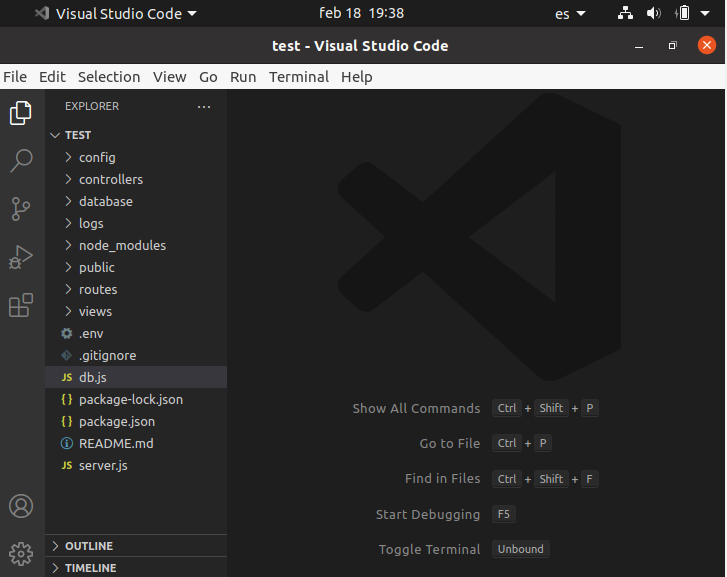 Visual Studio Code feb 18 19:38 es
test - Visual Studio Code
File Edit Selection View Go Run Terminal Help
EXPLORER ...
TEST
config
controllers
database
logs
node_modules
public
routes
views
.env
.gitignore
JS db.js
{} package-lock.json
{} package.json
README.md
JS server.js
OUTLINE
TIMELINE
Show All Commands Ctrl + Shift + P
Go to File Ctrl + P
Find in Files Ctrl + Shift + F
Start Debugging F5
Toggle Terminal Unbound